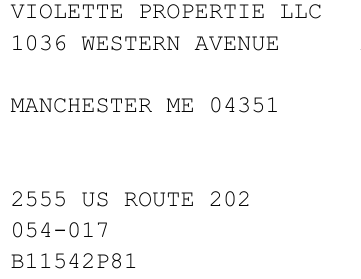 VIOLETTE PROPERTIE LLC
1036 WESTERN AVENUE
MANCHESTER ME 04351
2555 US ROUTE 202
054-017
B11542P81